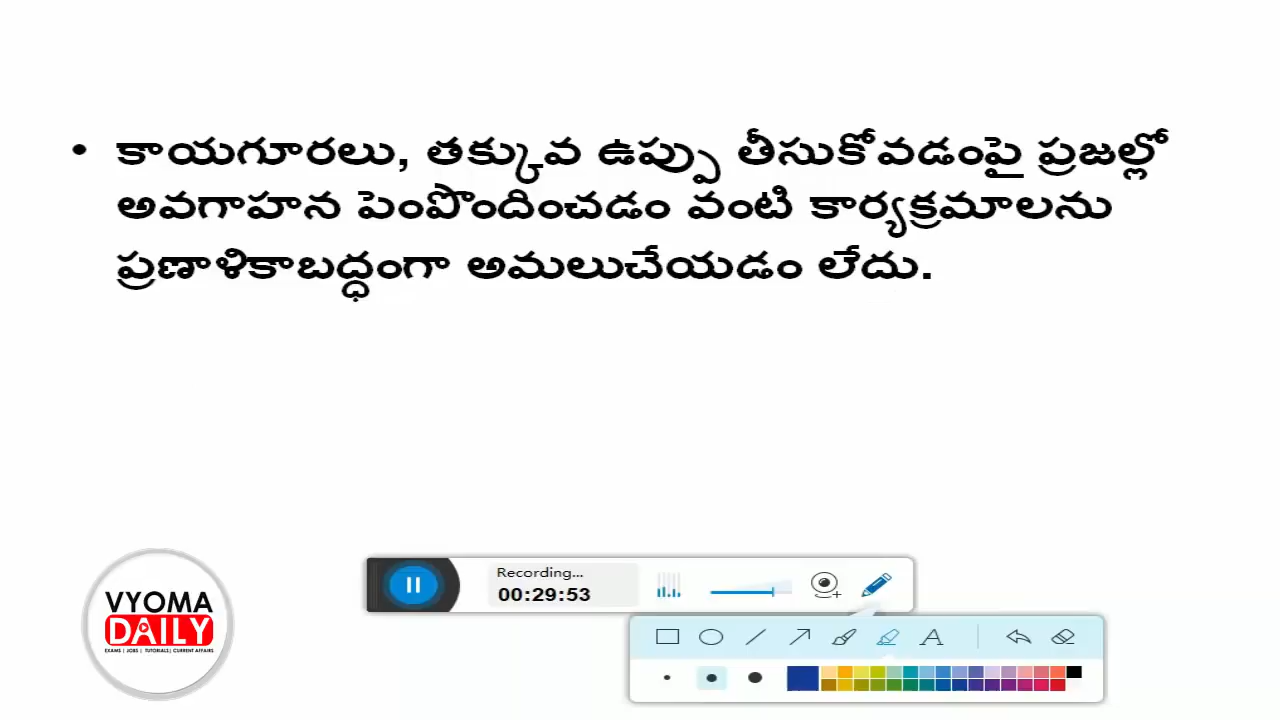 • కాయగూరలు, తక్కువ ఉప్పు తీసుకోవడంపై ప్రజల్లో
అవగాహన పెంపొందించడం వంటి కార్యక్రమాలను
ప్రణాళికాబద్ధంగా అమలుచేయడం లేదు.
Recording...
00:29:53
VYOMA
DAILY
EXAMS | JOBS | TUTORIALS | CURRENT AFFAIRS
A